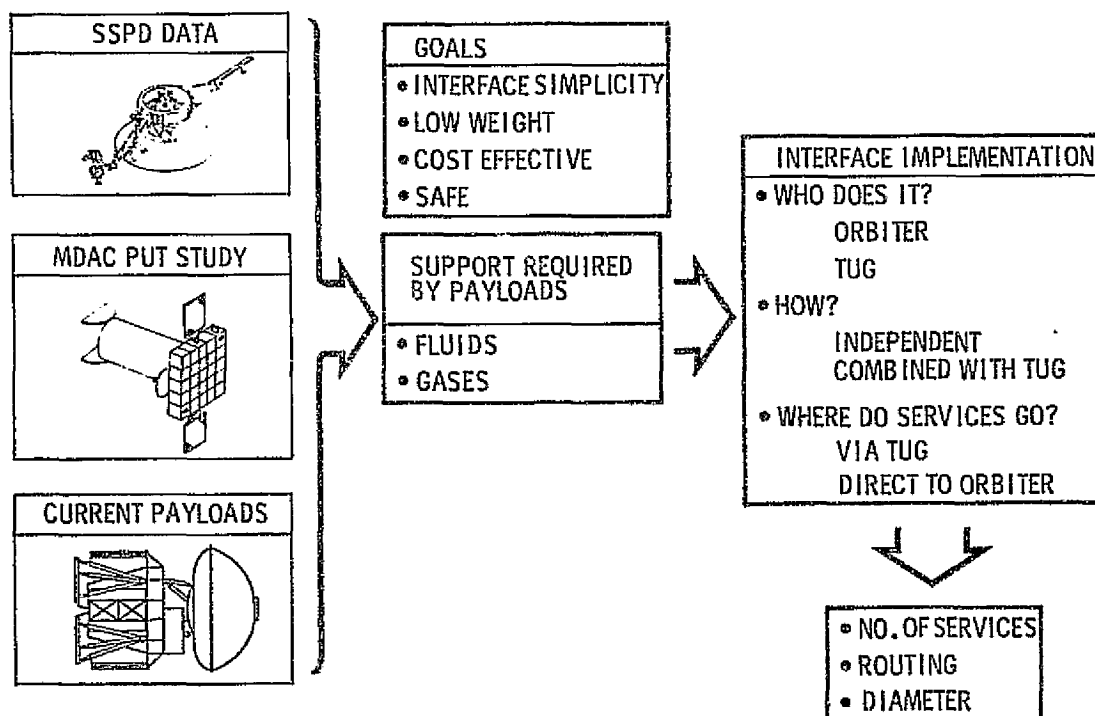 SSPD DATA
MDAC PUT STUDY
CURRENT PAYLOADS
GOALS
• INTERFACE SIMPLICITY
• LOW WEIGHT
• COST EFFECTIVE
• SAFE
SUPPORT REQUIRED
BY PAYLOADS
• FLUIDS
• GASES
INTERFACE IMPLEMENTATION
• WHO DOES IT?
ORBITER
TUG
• HOW?
INDEPENDENT
COMBINED WITH TUG
• WHERE DO SERVICES GO?
VIA TUG
DIRECT TO ORBITER
• NO. OF SERVICES
• ROUTING
• DIAMETER